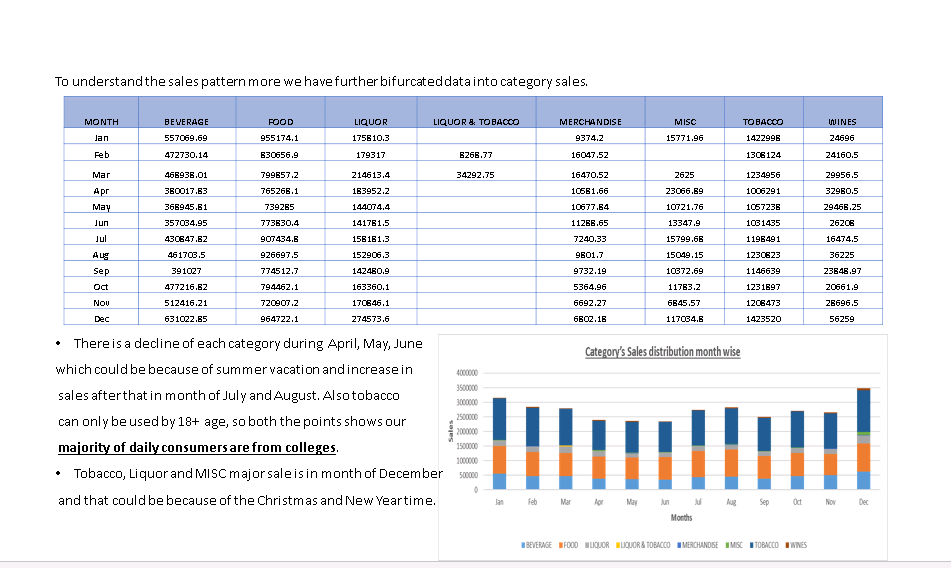 To understand the sales pattern more we have further bifurcated data into category sales.
MONTH BEVERAGE FOOD LIQUOR LIQUOR & TOBACCO MERCHANDISE MISC TOBACCO WINES
Jan 557069.69 955174.1 175810.3 9374.2 15771.96 1422998 24696
Feb 472730.14 830656.9 179317 8268.77 16047.52 1308124 24160.5
Mar 468938.01 799857.2 214613.4 34292.75 16470.52 2625 1234956 29956.5
Apr 380017.83 765268.1 183952.2 10581.66 23066.89 1006291 32980.5
May 368945.81 739285 144074.4 10677.84 10721.76 1057238 29468.25
Jun 357034.95 773830.4 141781.5 11288.65 13347.9 1031435 26208
Jul 430847.82 907434.8 158181.3 7240.33 15799.68 1198491 16474.5
Aug 461703.5 926697.5 152906.3 9801.7 15049.15 1230823 36225
Sep 391027 774512.7 142480.9 9732.19 10372.69 1146639 23848.97
Oct 477216.82 794462.1 163360.1 5364.96 11783.2 1231897 20661.9
Nov 512416.21 720907.2 170846.1 6692.27 6845.57 1208473 28696.5
Dec 631022.85 964722.1 274573.6 6802.18 117034.8 1423520 56259
• There is a decline of each category during April, May, June
which could be because of summer vacation and increase in
sales after that in month of July and August. Also tobacco
can only be used by 18+ age, so both the points shows our
majority of daily consumers are from colleges.
• Tobacco, Liquor and MISC major sale is in month of December
and that could be because of the Christmas and New Year time.
Category's Sales distribution month wise
Sales
4000000
3500000
3000000
2500000
2000000
1500000
1000000
500000
0
Jan Feb Mar Apr May Jun Jul Aug Sep Oct Nov Dec
Months
BEVERAGE FOOD LIQUOR LIQUOR & TOBACCO MERCHANDISE MISC TOBACCO WINES